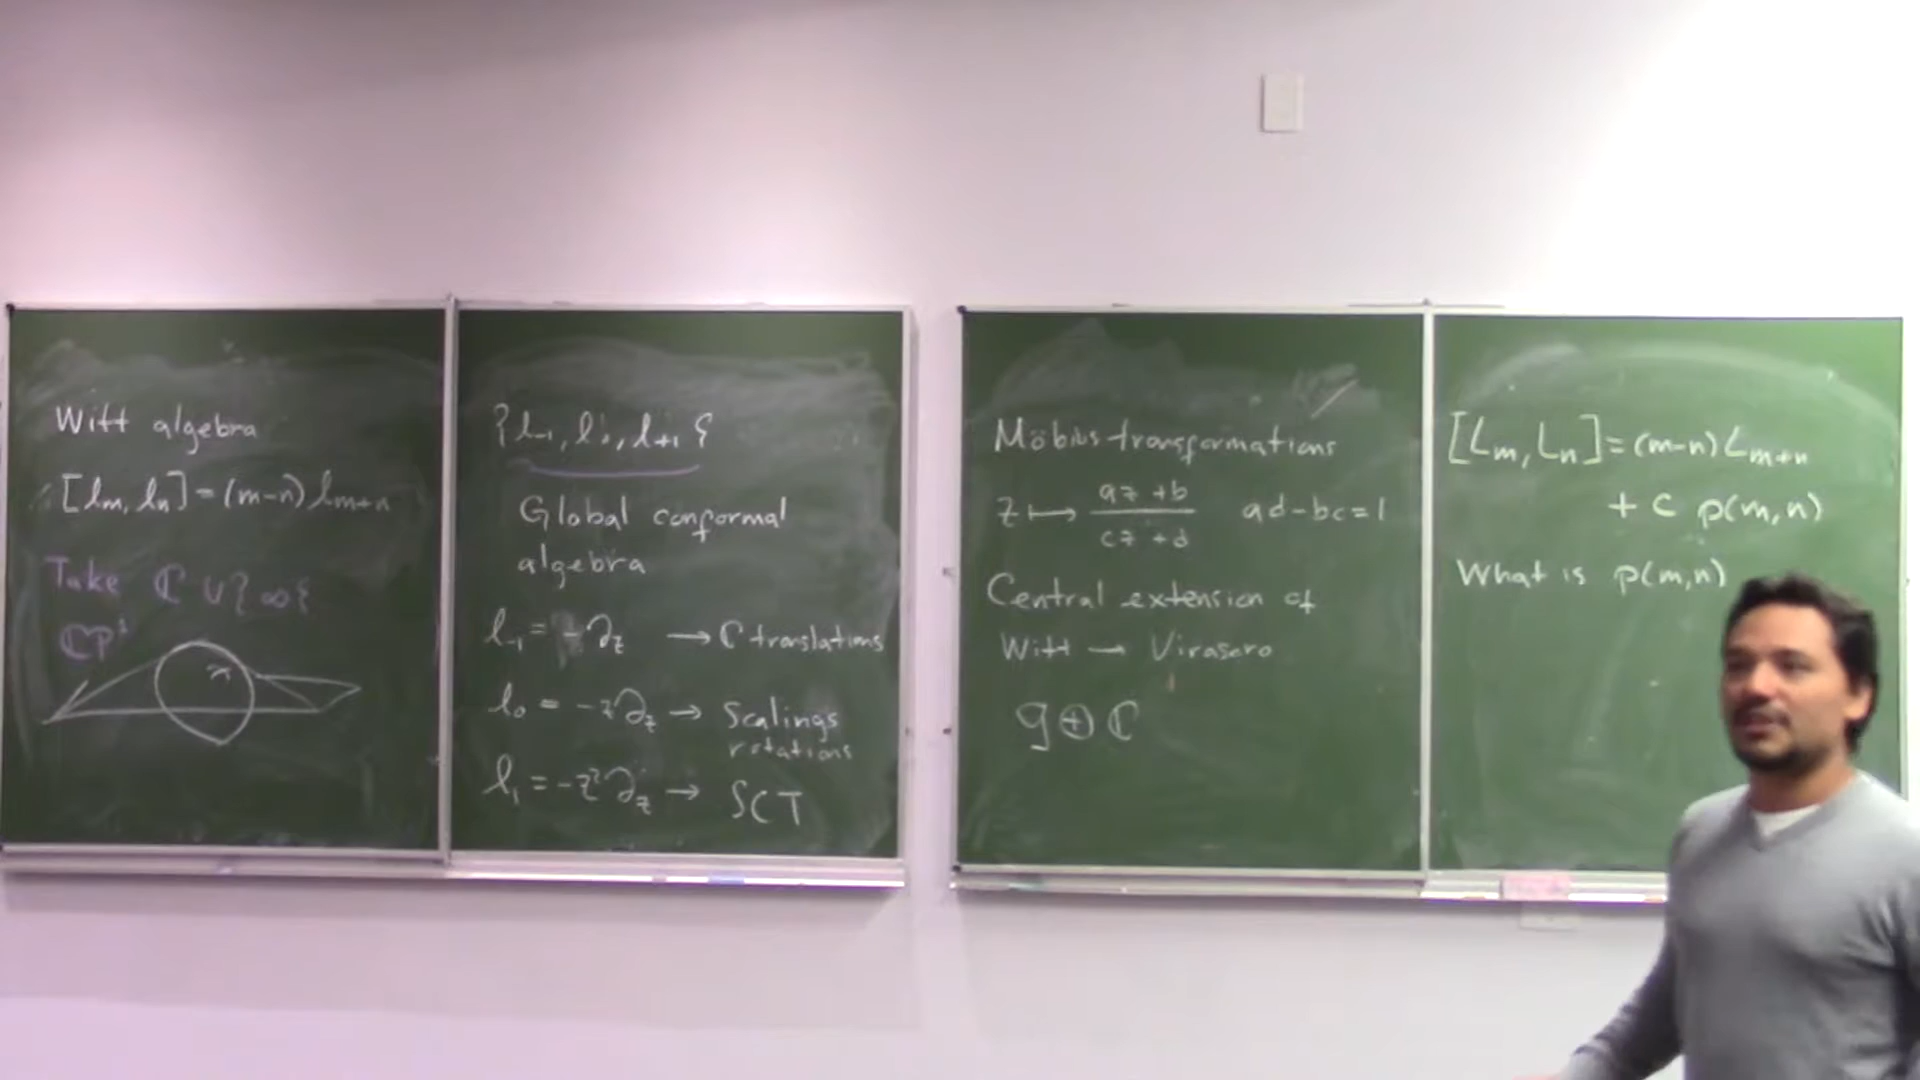 Witt algebra
[lm, ln] = (m-n) lm+n
Take ℂ ∪ {∞}
ℂP¹
{l-1, l0, l+1}
Global conformal
algebra
l-1 = -∂z → ℂ translations
l0 = -z∂z → Scalings
rotations
l1 = -z²∂z → SCT
Möbius transformations
z ↦ (az + b)/(cz + d) ad-bc=1
Central extension of
Witt → Virasoro
g ⊕ ℂ
[Lm, Ln] = (m-n) Lm+n
+ c p(m,n)
What is p(m,n)